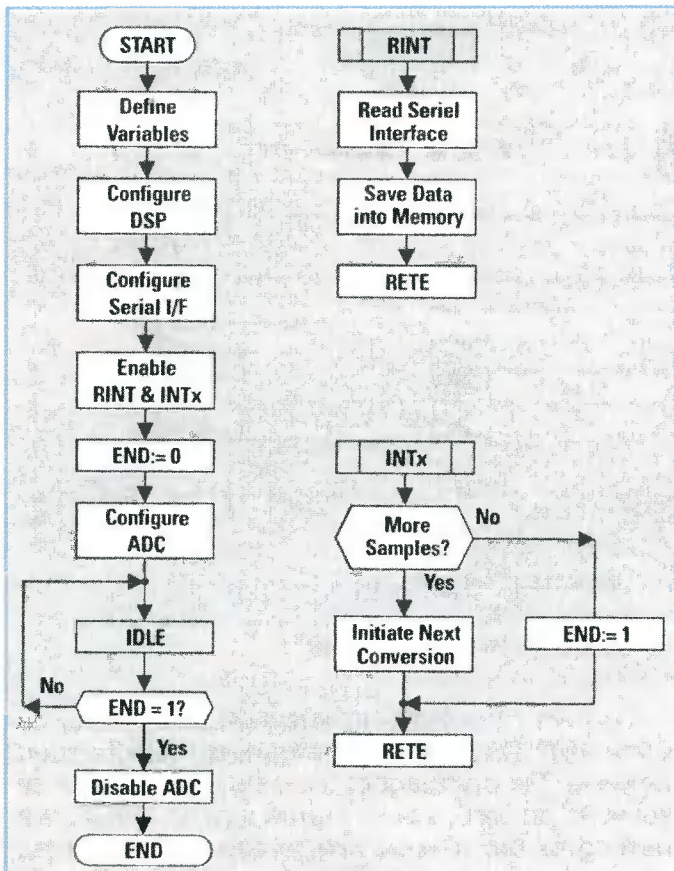 START
Define
Variables
Configure
DSP
Configure
Serial I/F
Enable
RINT & INTx
END:= 0
Configure
ADC
IDLE
No
END = 1?
Yes
Disable ADC
END
RINT
Read Seriel
Interface
Save Data
into Memory
RETE
INTx
More
Samples?
No
Yes
Initiate Next
Conversion
END:= 1
RETE